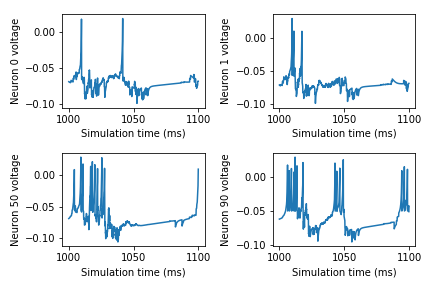 Neuron 0 voltage
0.00
−0.05
−0.10
1000 1050 1100
Simulation time (ms)
Neuron 1 voltage
0.00
−0.05
−0.10
1000 1050 1100
Simulation time (ms)
Neuron 50 voltage
0.00
−0.05
−0.10
1000 1050 1100
Simulation time (ms)
Neuron 90 voltage
0.00
−0.05
−0.10
1000 1050 1100
Simulation time (ms)